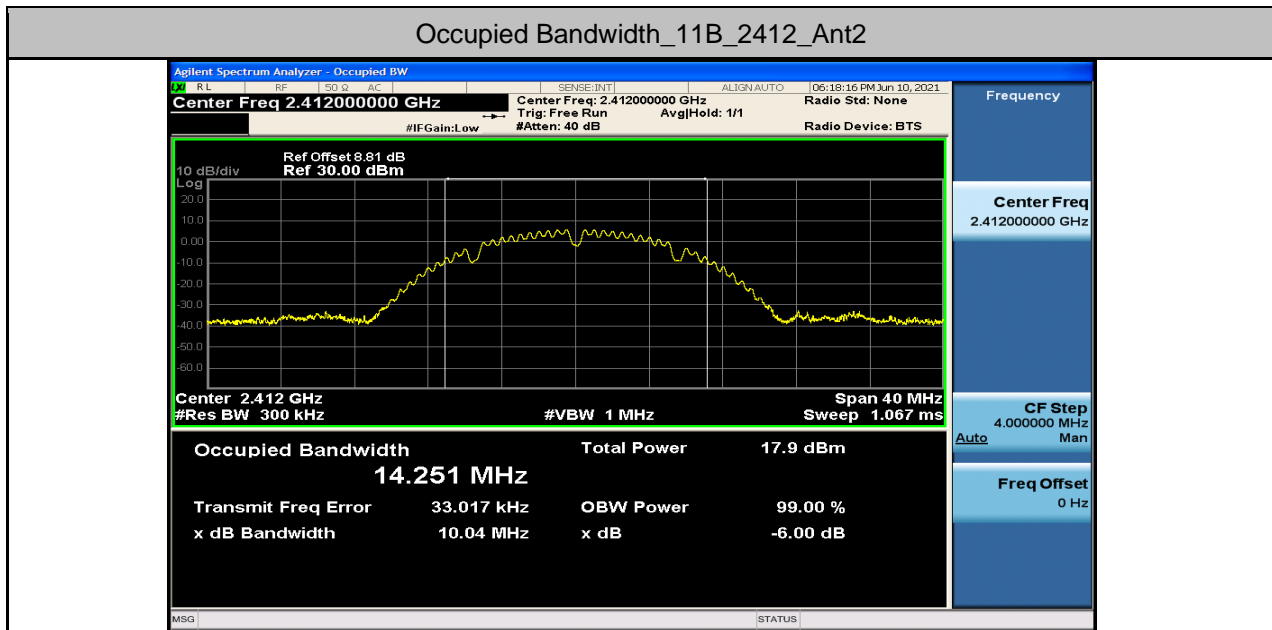 Occupied Bandwidth_11B_2412_Ant2
Agilent Spectrum Analyzer - Occupied BW
LXI RL RF 50 Ω AC SENSE:INT ALIGN AUTO 06:18:16 PM Jun 10, 2021
Center Freq 2.412000000 GHz
#IFGain:Low
Center Freq: 2.412000000 GHz
Trig: Free Run Avg|Hold: 1/1
#Atten: 40 dB
Radio Std: None
Radio Device: BTS
Ref Offset 8.81 dB
10 dB/div Ref 30.00 dBm
Log
20.0
10.0
0.00
-10.0
-20.0
-30.0
-40.0
-50.0
-60.0
Center 2.412 GHz Span 40 MHz
#Res BW 300 kHz #VBW 1 MHz Sweep 1.067 ms
Occupied Bandwidth Total Power 17.9 dBm
14.251 MHz
Transmit Freq Error 33.017 kHz OBW Power 99.00 %
x dB Bandwidth 10.04 MHz x dB -6.00 dB
MSG STATUS
Frequency
Center Freq
2.412000000 GHz
CF Step
4.000000 MHz
Auto Man
Freq Offset
0 Hz